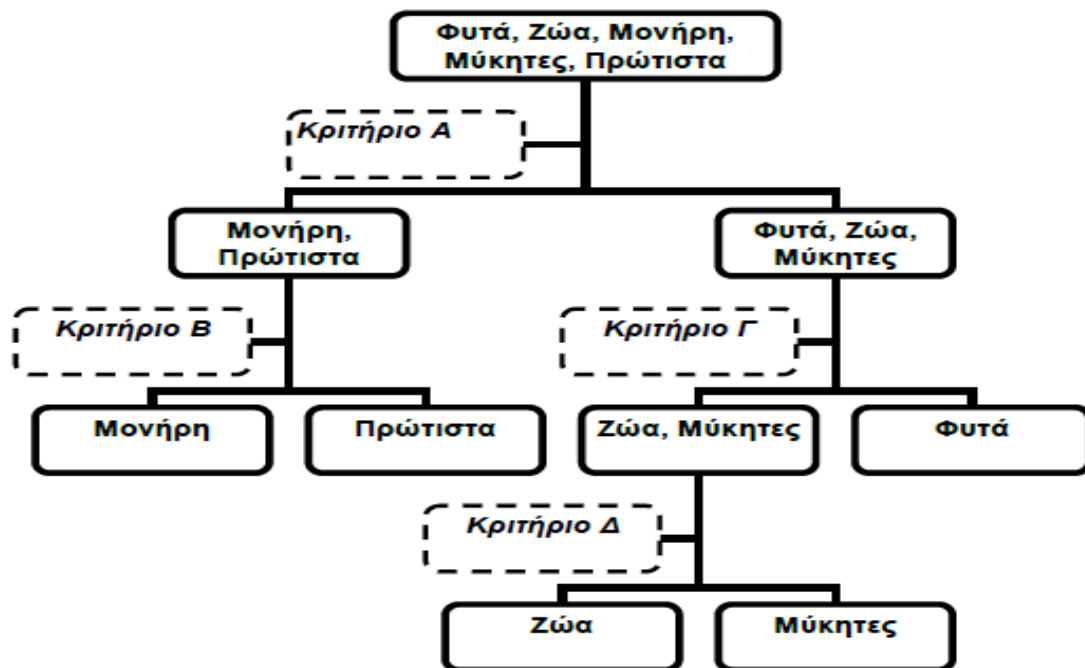 Φυτά, Ζώα, Μονήρη,
Μύκητες, Πρώτιστα
Κριτήριο Α
Μονήρη,
Πρώτιστα
Φυτά, Ζώα,
Μύκητες
Κριτήριο Β
Κριτήριο Γ
Μονήρη
Πρώτιστα
Ζώα, Μύκητες
Φυτά
Κριτήριο Δ
Ζώα
Μύκητες